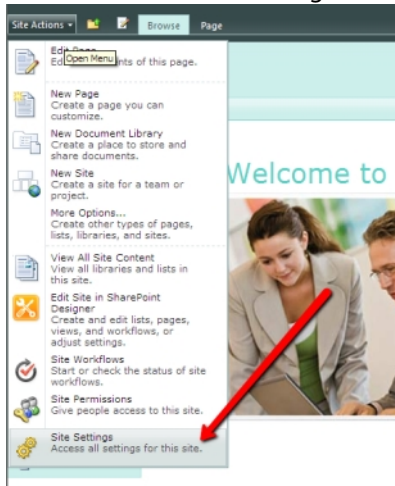 Site Actions
Browse
Page
Edit Page
Open Menu
Ed nts of this page.
New Page
Create a page you can
customize.
New Document Library
Create a place to store and
share documents.
New Site
Create a site for a team or
project.
More Options...
Create other types of pages,
lists, libraries, and sites.
View All Site Content
View all libraries and lists in
this site.
Edit Site in SharePoint
Designer
Create and edit lists, pages,
views, and workflows, or
adjust settings.
Site Workflows
Start or check the status of site
workflows.
Site Permissions
Give people access to this site.
Site Settings
Access all settings for this site.
Welcome to